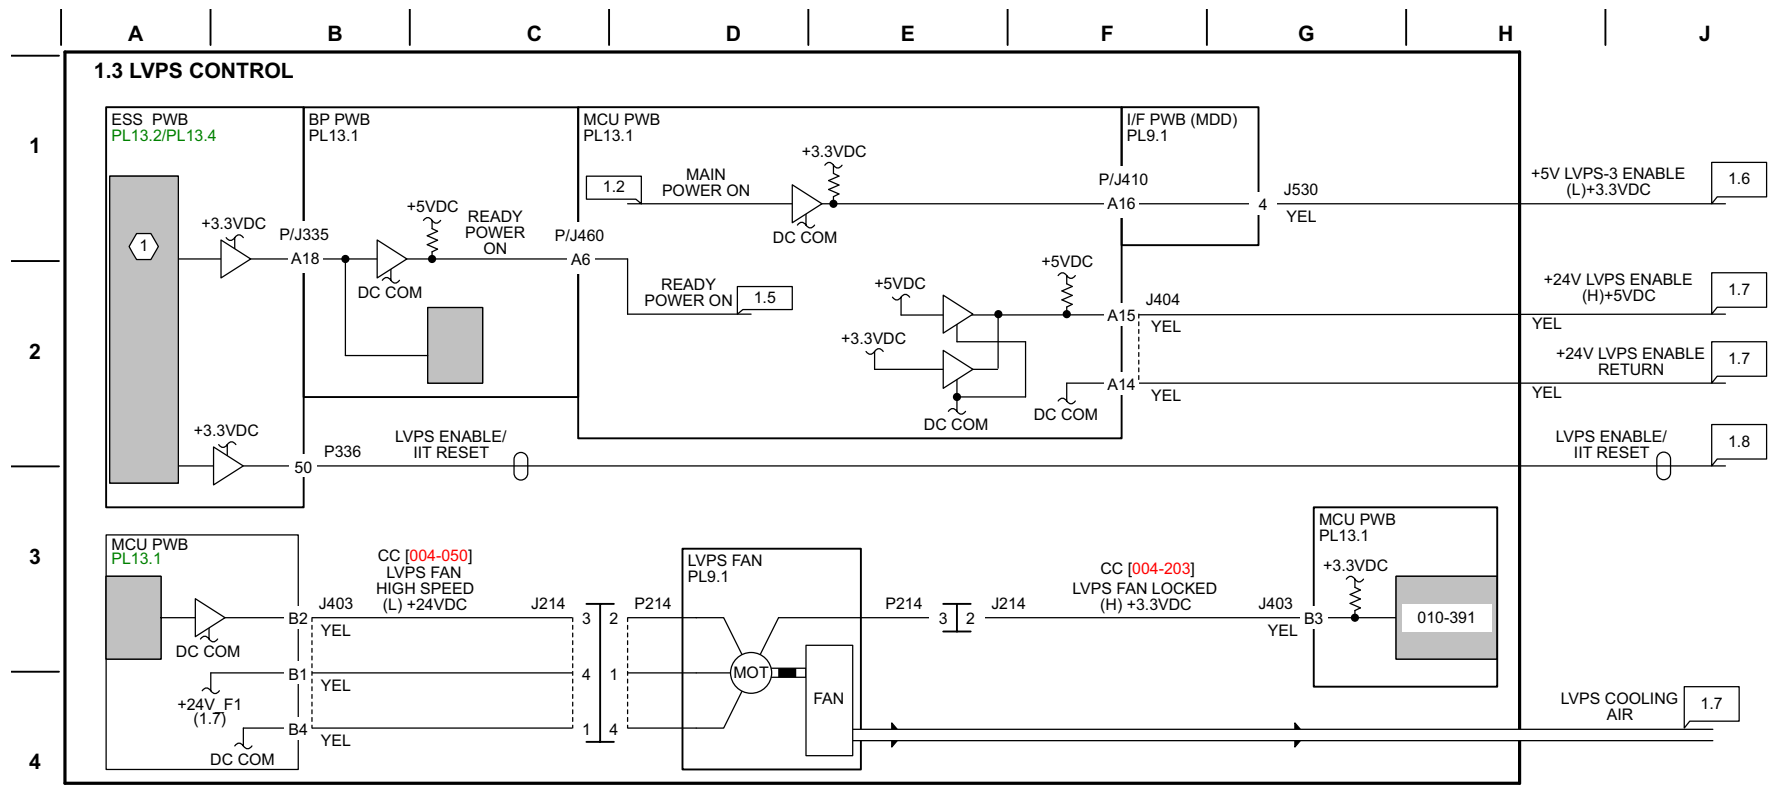 A B C D E F G H J
1.3 LVPS CONTROL
1
ESS PWB
PL13.2/PL13.4
BP PWB
PL13.1
MCU PWB
PL13.1
I/F PWB (MDD)
PL9.1
+3.3VDC
1.2
MAIN
POWER ON
DC COM
P/J410
A16
4
J530
YEL
+5V LVPS-3 ENABLE
(L)+3.3VDC
1.6
1
+3.3VDC
P/J335
A18
+5VDC
DC COM
READY
POWER
ON
P/J460
A6
READY
POWER ON
1.5
2
+5VDC
+3.3VDC
DC COM
+5VDC
A15
J404
YEL
A14
YEL
DC COM
+24V LVPS ENABLE
(H)+5VDC
1.7
YEL
+24V LVPS ENABLE
RETURN
1.7
YEL
+3.3VDC
50
P336
LVPS ENABLE/
IIT RESET
LVPS ENABLE/
IIT RESET
1.8
3
MCU PWB
PL13.1
DC COM
B2
J403
YEL
CC [004-050]
LVPS FAN
HIGH SPEED
(L) +24VDC
J214
3
2
P214
LVPS FAN
PL9.1
MOT
FAN
P214
3
2
J214
CC [004-203]
LVPS FAN LOCKED
(H) +3.3VDC
J403
YEL
B3
MCU PWB
PL13.1
+3.3VDC
010-391
B1
YEL
4
1
+24V_F1
(1.7)
B4
YEL
1
4
DC COM
LVPS COOLING
AIR
1.7
4